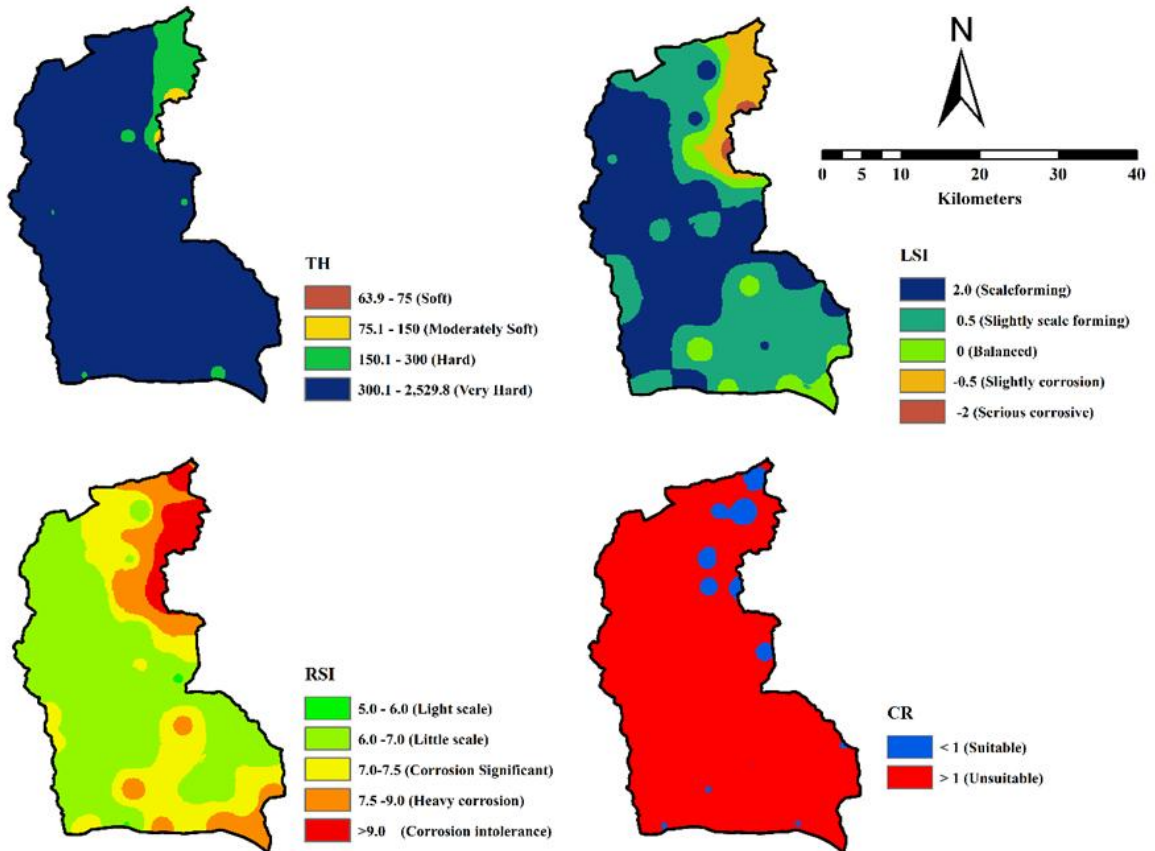 N
0 5 10 20 30 40
Kilometers
TH
63.9 - 75 (Soft)
75.1 - 150 (Moderately Soft)
150.1 - 300 (Hard)
300.1 - 2,529.8 (Very Hard)
LSI
2.0 (Scaleforming)
0.5 (Slightly scale forming)
0 (Balanced)
-0.5 (Slightly corrosion)
-2 (Serious corrosive)
RSI
5.0 - 6.0 (Light scale)
6.0 -7.0 (Little scale)
7.0-7.5 (Corrosion Significant)
7.5 -9.0 (Heavy corrosion)
>9.0 (Corrosion intolerance)
CR
< 1 (Suitable)
> 1 (Unsuitable)